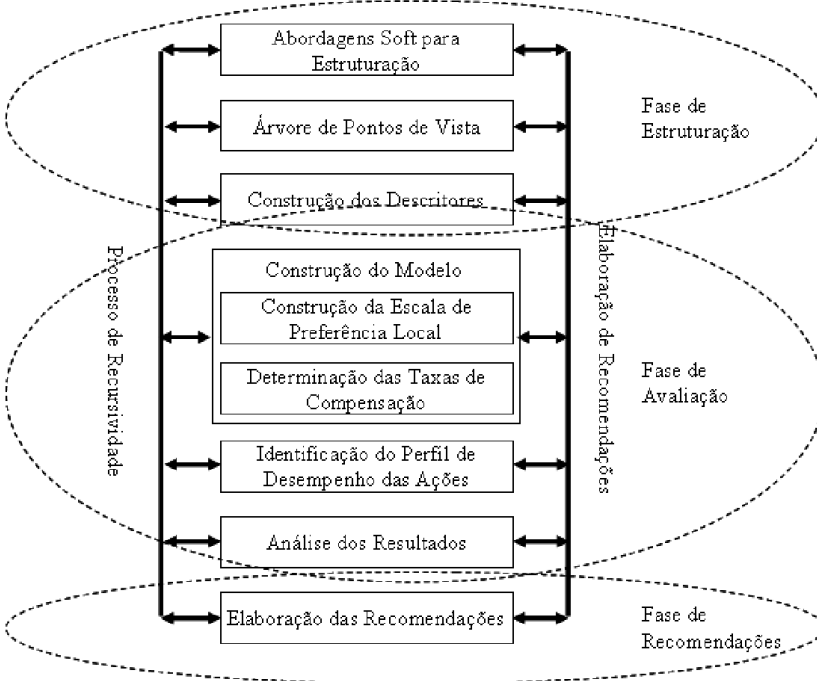 Abordagens Soft para
Estruturação
Árvore de Pontos de Vista
Fase de
Estruturação
Construção dos Descritores
Processo de Recursividade
Elaboração de Recomendações
Construção do Modelo
Construção da Escala de
Preferência Local
Determinação das Taxas de
Compensação
Fase de
Avaliação
Identificação do Perfil de
Desempenho das Ações
Análise dos Resultados
Elaboração das Recomendações
Fase de
Recomendações